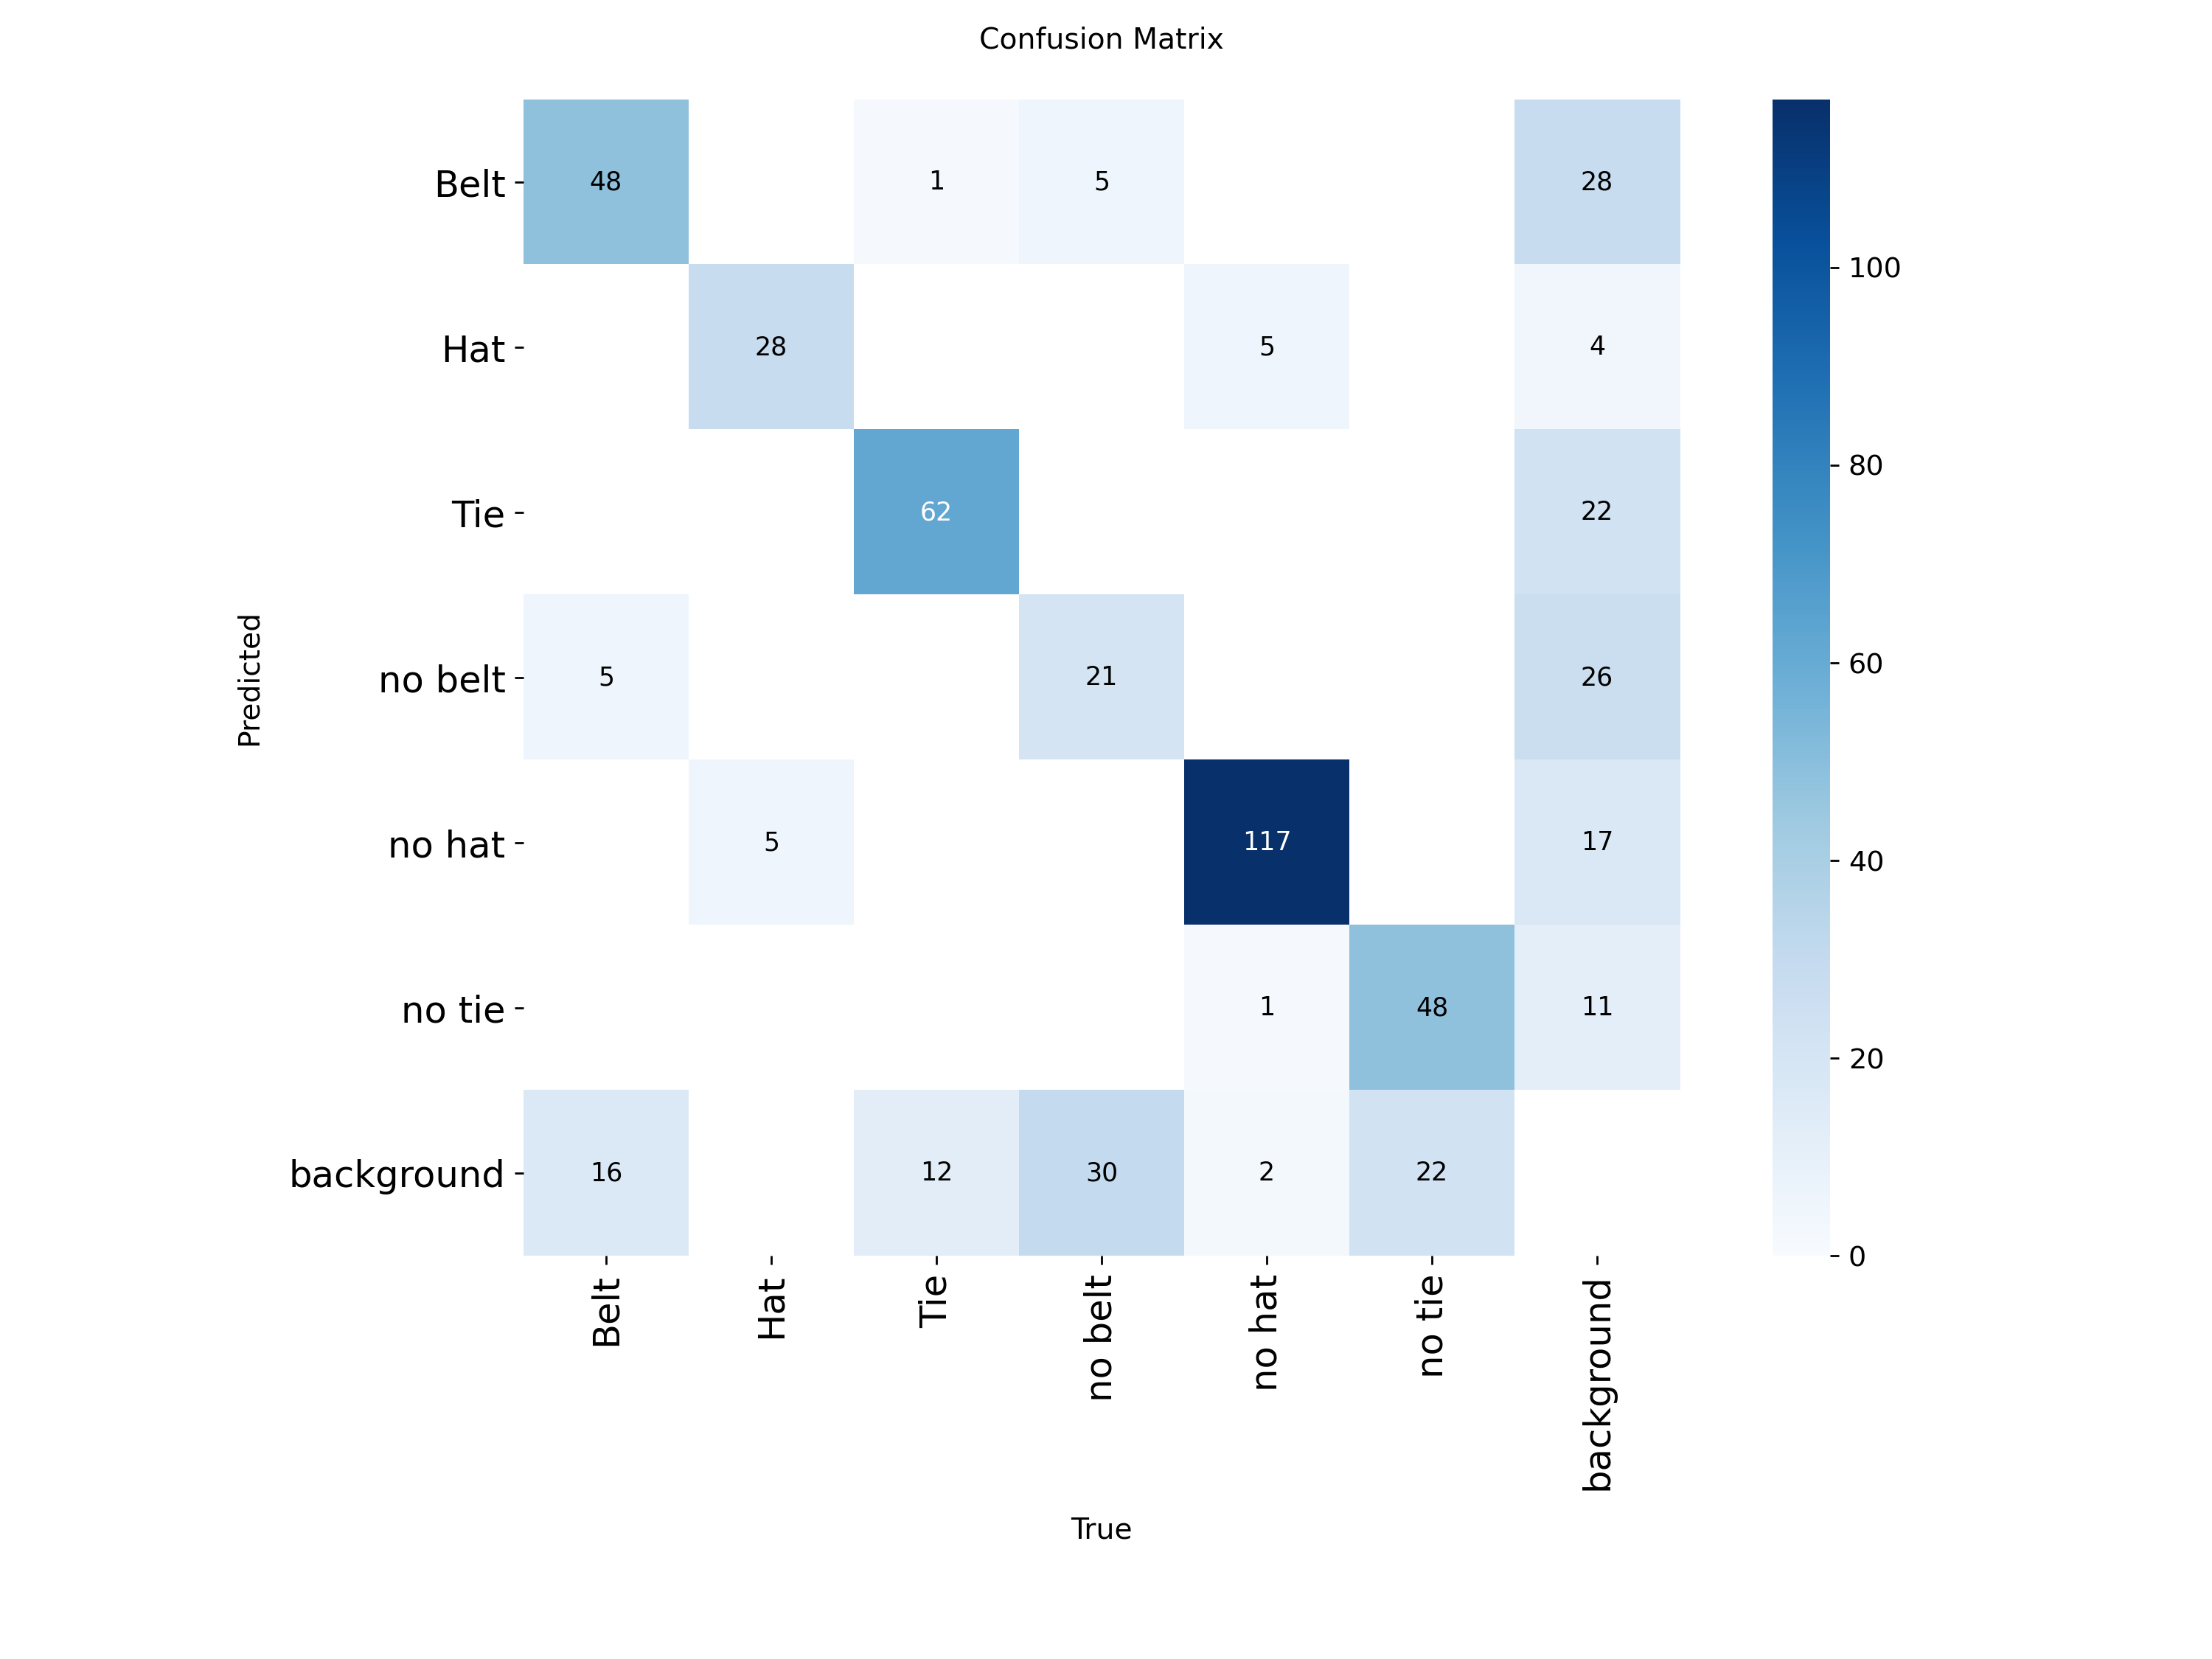 Confusion Matrix
Belt 48 1 5 28
Hat 28 5 4
Tie 62 22
no belt 5 21 26
no hat 5 117 17
no tie 1 48 11
background 16 12 30 2 22
Belt Hat Tie no belt no hat no tie background
Predicted
True
100
80
60
40
20
0